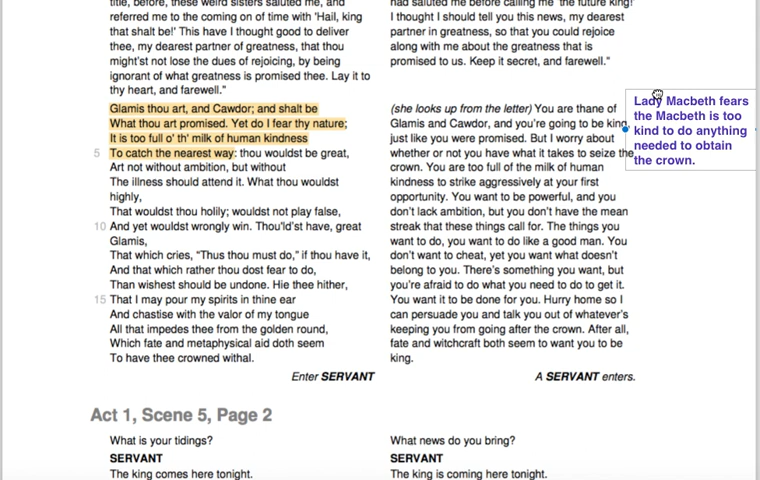 title, before, these weird sisters saluted me, and
referred me to the coming on of time with 'Hail, king
that shalt be!' This have I thought good to deliver
thee, my dearest partner of greatness, that thou
might'st not lose the dues of rejoicing, by being
ignorant of what greatness is promised thee. Lay it to
thy heart, and farewell."
Glamis thou art, and Cawdor; and shalt be
What thou art promised. Yet do I fear thy nature;
It is too full o' th' milk of human kindness
5 To catch the nearest way: thou wouldst be great,
Art not without ambition, but without
The illness should attend it. What thou wouldst
highly,
That wouldst thou holily; wouldst not play false,
10 And yet wouldst wrongly win. Thou'ld'st have, great
Glamis,
That which cries, “Thus thou must do,” if thou have it,
And that which rather thou dost fear to do,
Than wishest should be undone. Hie thee hither,
15 That I may pour my spirits in thine ear
And chastise with the valor of my tongue
All that impedes thee from the golden round,
Which fate and metaphysical aid doth seem
To have thee crowned withal.
Enter SERVANT
had saluted me before calling me 'the future king!'
I thought I should tell you this news, my dearest
partner in greatness, so that you could rejoice
along with me about the greatness that is
promised to us. Keep it secret, and farewell."
(she looks up from the letter) You are thane of
Glamis and Cawdor, and you're going to be king,
just like you were promised. But I worry about
whether or not you have what it takes to seize the
crown. You are too full of the milk of human
kindness to strike aggressively at your first
opportunity. You want to be powerful, and you
don't lack ambition, but you don't have the mean
streak that these things call for. The things you
want to do, you want to do like a good man. You
don't want to cheat, yet you want what doesn't
belong to you. There's something you want, but
you're afraid to do what you need to do to get it.
You want it to be done for you. Hurry home so I
can persuade you and talk you out of whatever's
keeping you from going after the crown. After all,
fate and witchcraft both seem to want you to be
king.
A SERVANT enters.
Lady Macbeth fears
the Macbeth is too
kind to do anything
needed to obtain
the crown.
Act 1, Scene 5, Page 2
What is your tidings?
SERVANT
The king comes here tonight.
What news do you bring?
SERVANT
The king is coming here tonight.